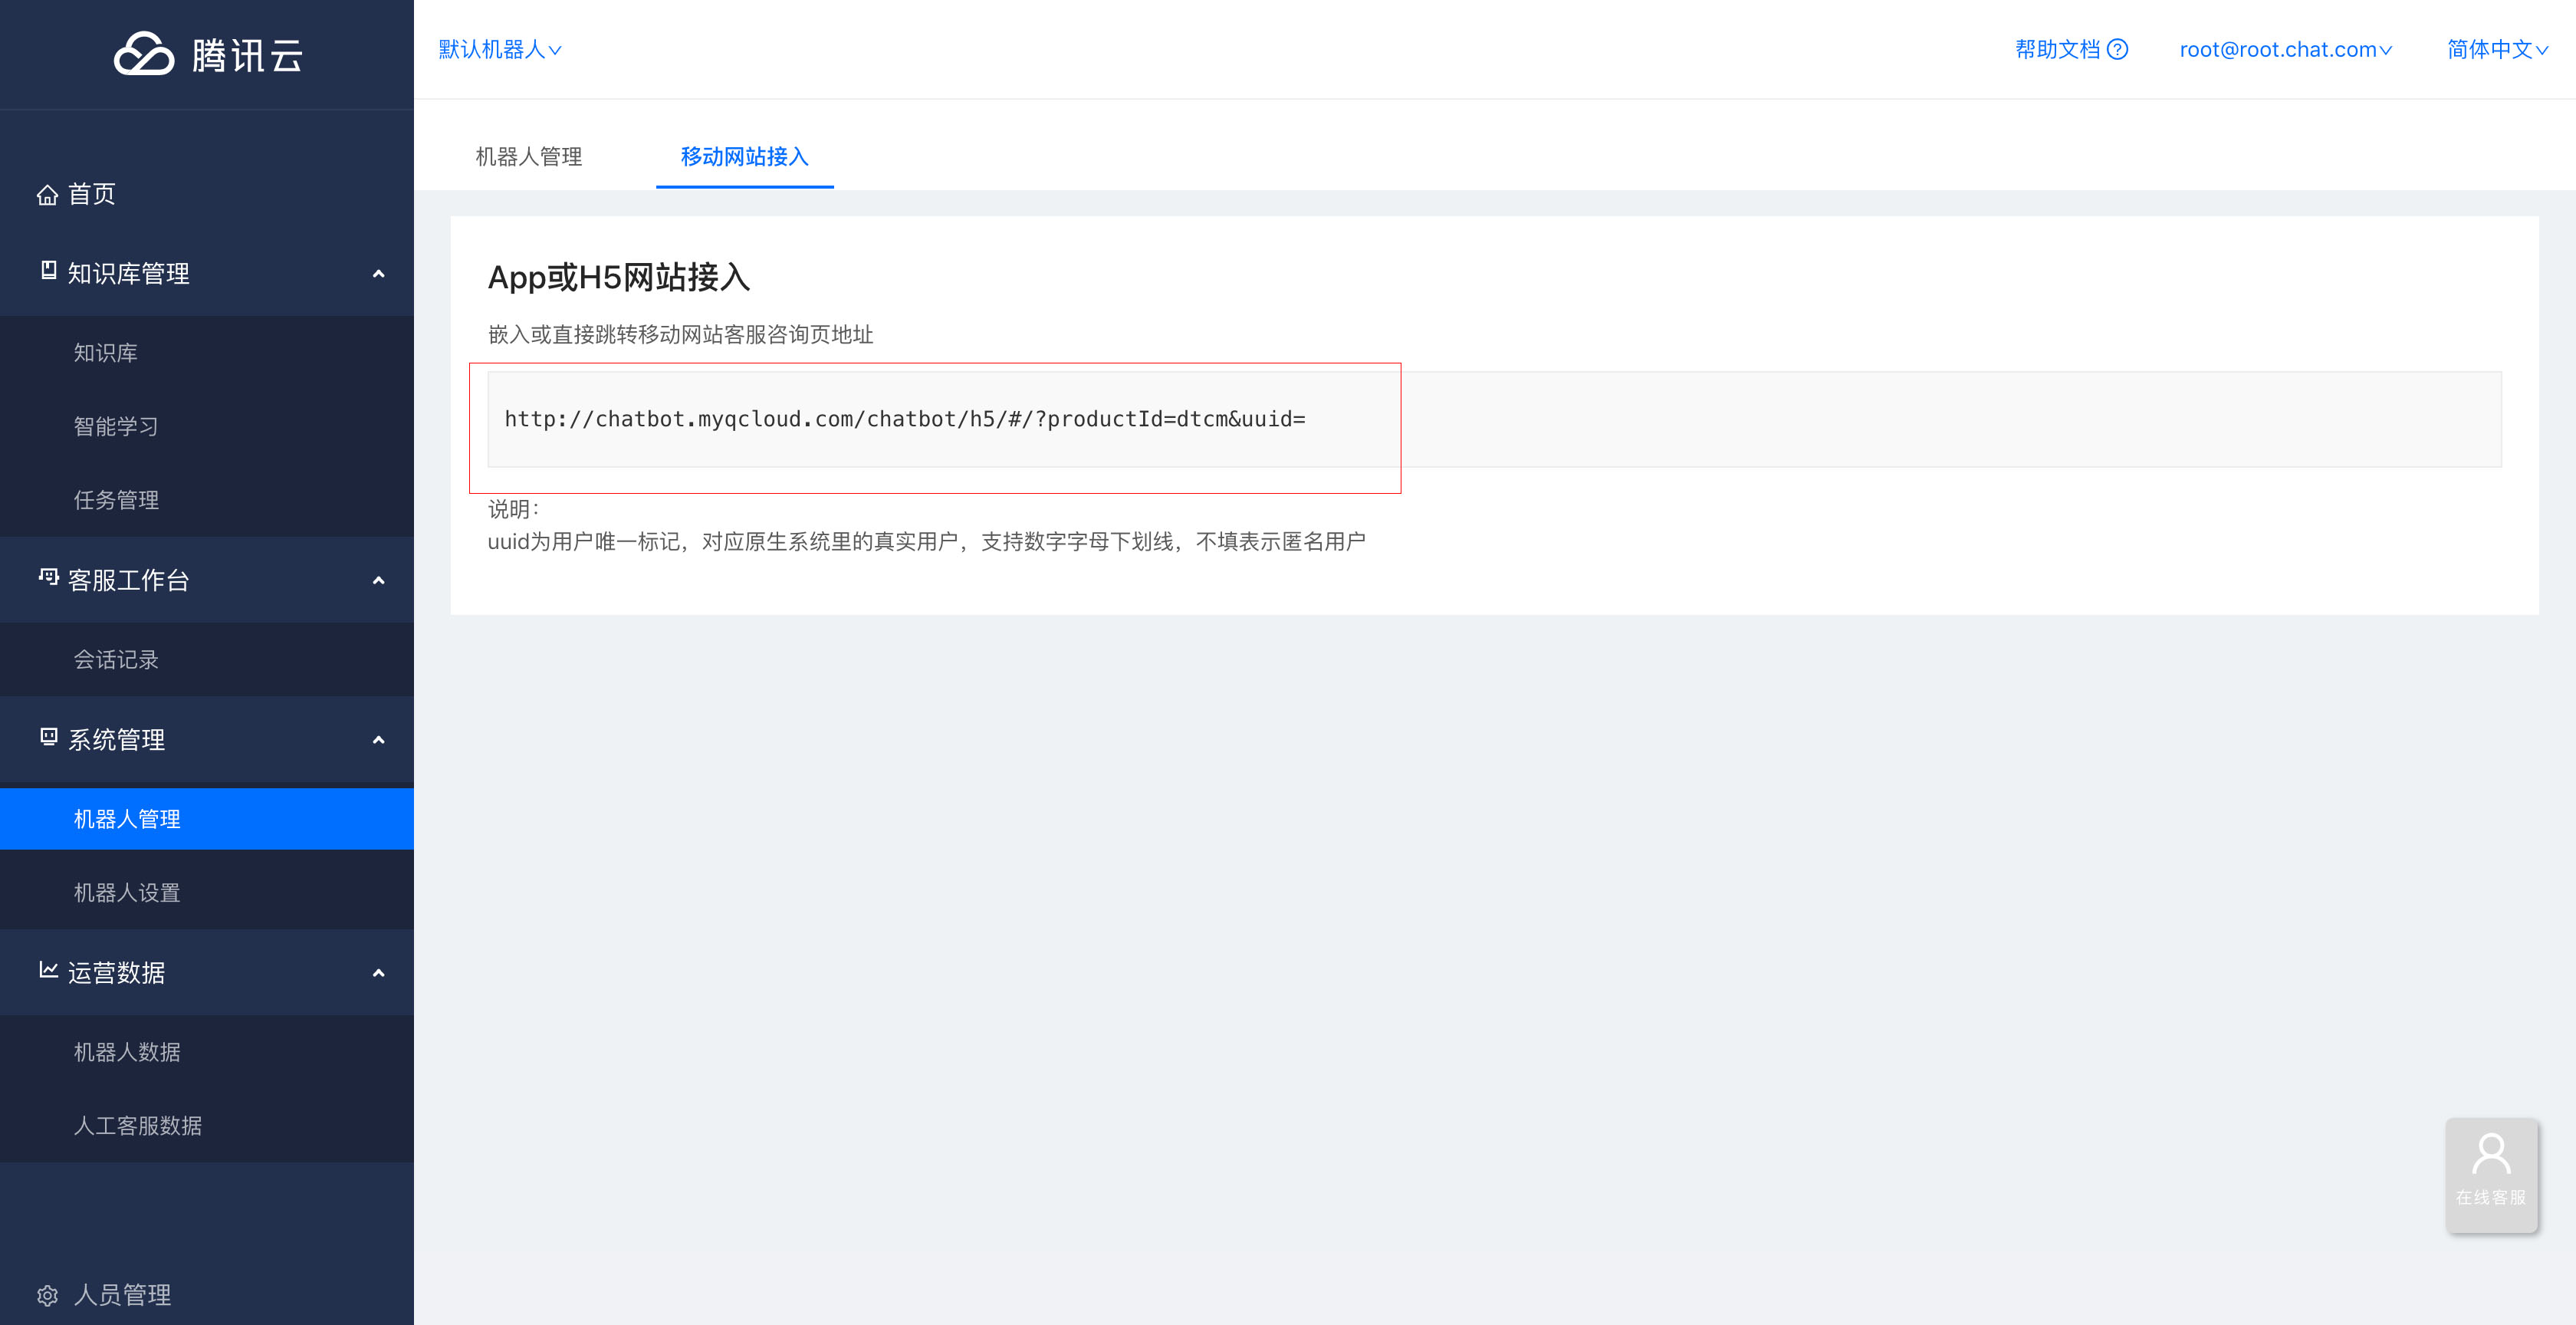 腾讯云
默认机器人
帮助文档
root@root.chat.com
简体中文
首页
知识库管理
知识库
智能学习
任务管理
客服工作台
会话记录
系统管理
机器人管理
机器人设置
运营数据
机器人数据
人工客服数据
人员管理
机器人管理
移动网站接入
App或H5网站接入
嵌入或直接跳转移动网站客服咨询页地址
http://chatbot.myqcloud.com/chatbot/h5/#/?productId=dtcm&uuid=
说明：
uuid为用户唯一标记，对应原生系统里的真实用户，支持数字字母下划线，不填表示匿名用户
在线客服